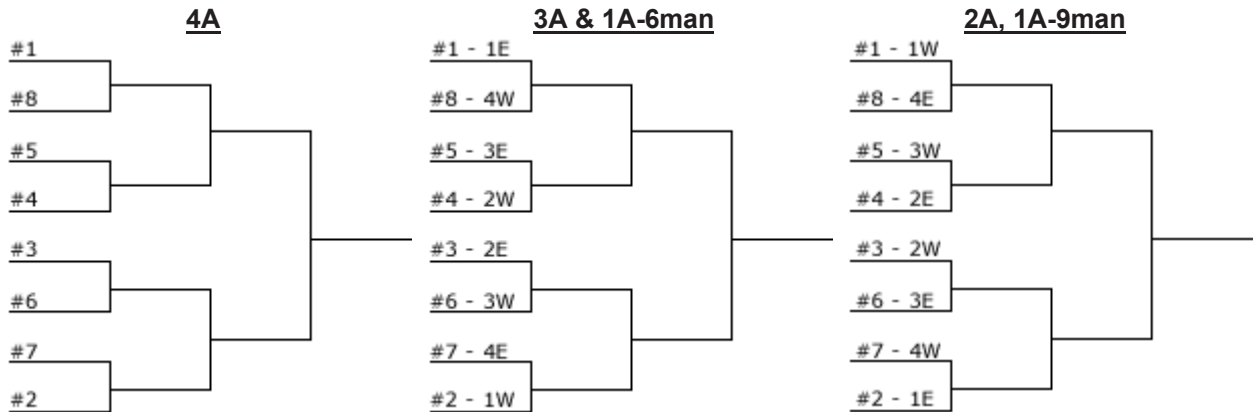 4A
#1
#8
#5
#4
#3
#6
#7
#2
3A & 1A-6man
#1 - 1E
#8 - 4W
#5 - 3E
#4 - 2W
#3 - 2E
#6 - 3W
#7 - 4E
#2 - 1W
2A, 1A-9man
#1 - 1W
#8 - 4E
#5 - 3W
#4 - 2E
#3 - 2W
#6 - 3E
#7 - 4W
#2 - 1E